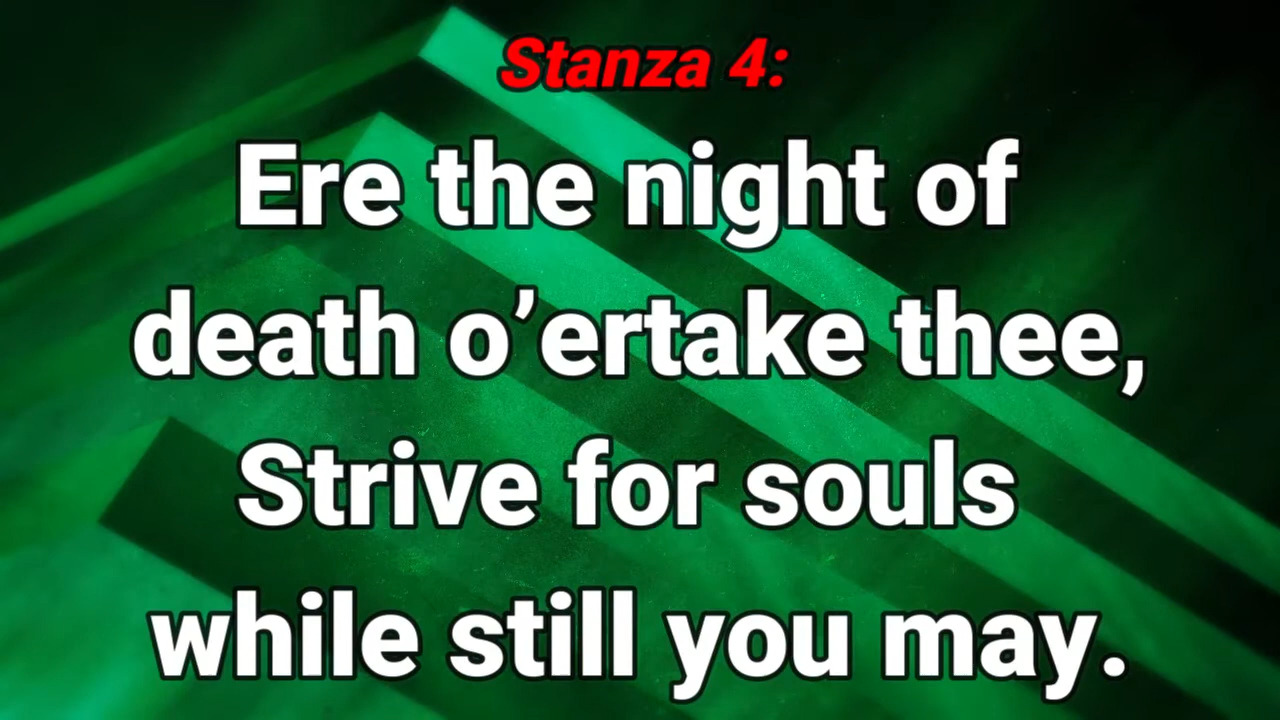 Stanza 4:
Ere the night of
death o’ertake thee,
Strive for souls
while still you may.